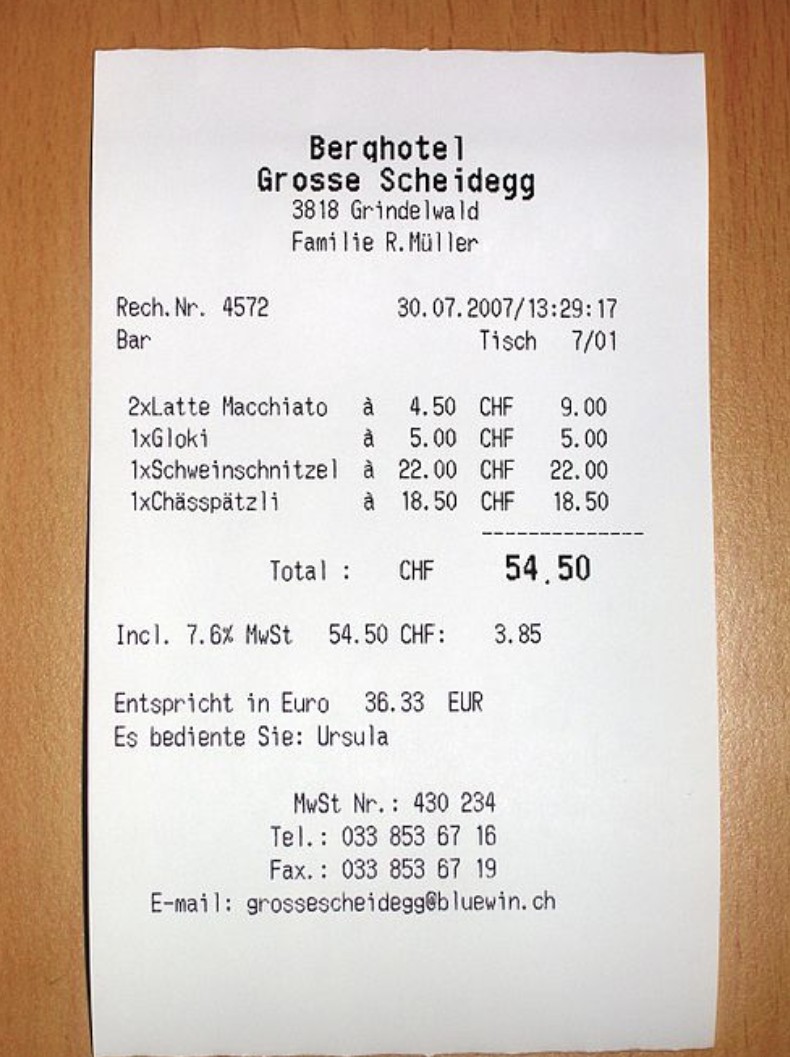 Berghotel
Grosse Scheidegg
3818 Grindelwald
Familie R.Müller
Rech.Nr. 4572 30.07.2007/13:29:17
Bar Tisch 7/01
2xLatte Macchiato à 4.50 CHF 9.00
1xGloki à 5.00 CHF 5.00
1xSchweinschnitzel à 22.00 CHF 22.00
1xChässpätzli à 18.50 CHF 18.50
--------------
Total : CHF 54.50
Incl. 7.6% MwSt 54.50 CHF: 3.85
Entspricht in Euro 36.33 EUR
Es bediente Sie: Ursula
MwSt Nr.: 430 234
Tel.: 033 853 67 16
Fax.: 033 853 67 19
E-mail: grossescheidegg@bluewin.ch